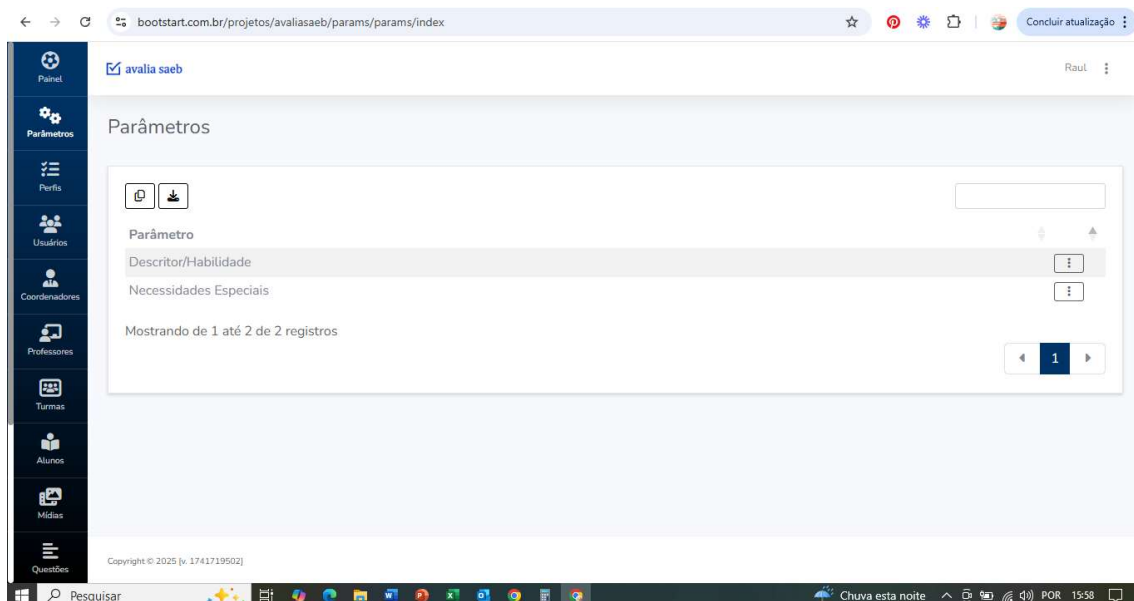 bootstart.com.br/projetos/avaliasaeb/params/params/index
Concluir atualização
Painel
Parâmetros
Perfis
Usuários
Coordenadores
Professores
Turmas
Alunos
Mídias
Questões
avalia saeb
Raul
Parâmetros
Parâmetro
Descritor/Habilidade
Necessidades Especiais
Mostrando de 1 até 2 de 2 registros
1
Copyright © 2025 [v. 1741719502]
Pesquisar
Chuva esta noite
POR
15:58